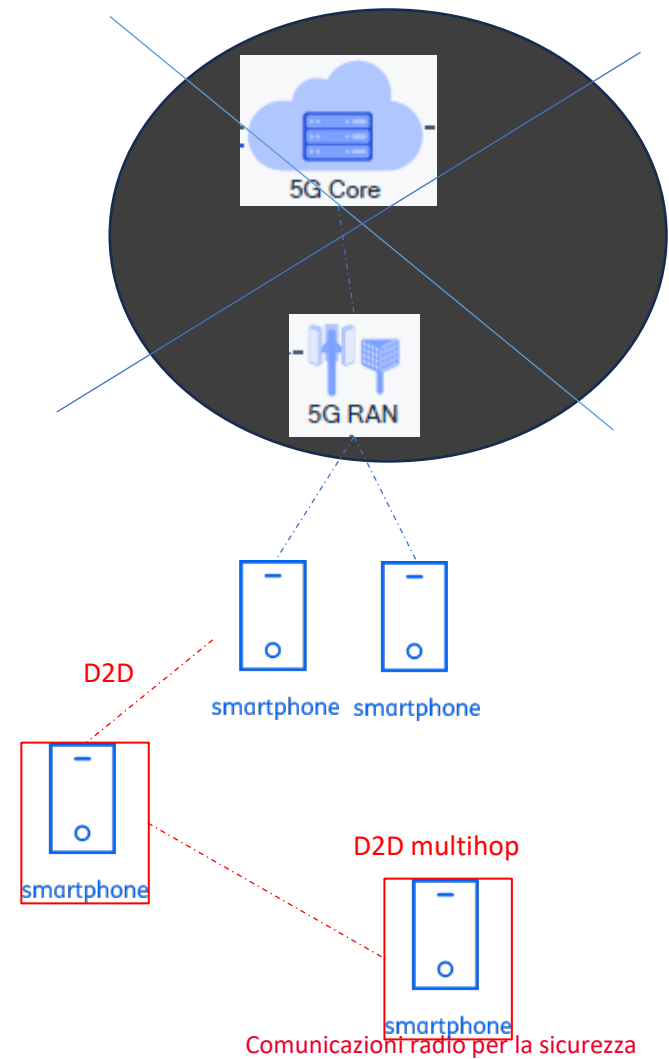 5G Core
5G RAN
D2D
smartphone smartphone
smartphone
D2D multihop
smartphone
Comunicazioni radio per la sicurezza